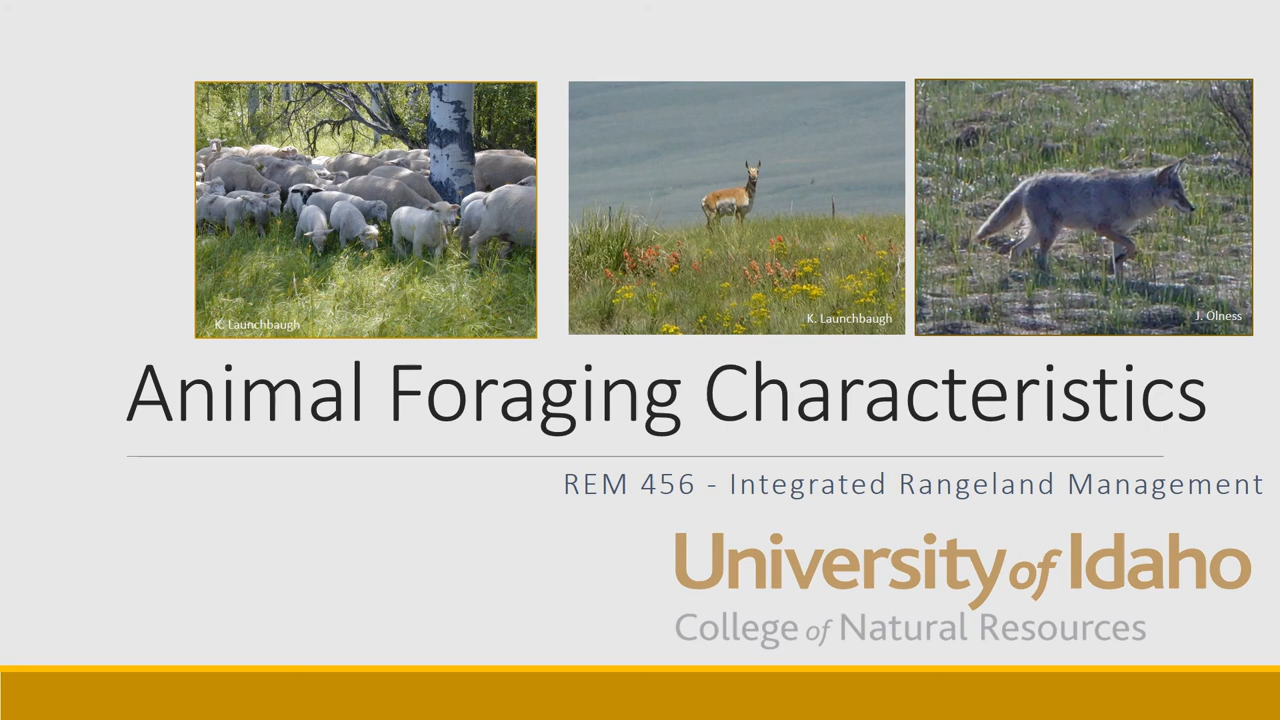 K. Launchbaugh
K. Launchbaugh
J. Olness
Animal Foraging Characteristics
REM 456 - Integrated Rangeland Management
University of Idaho
College of Natural Resources